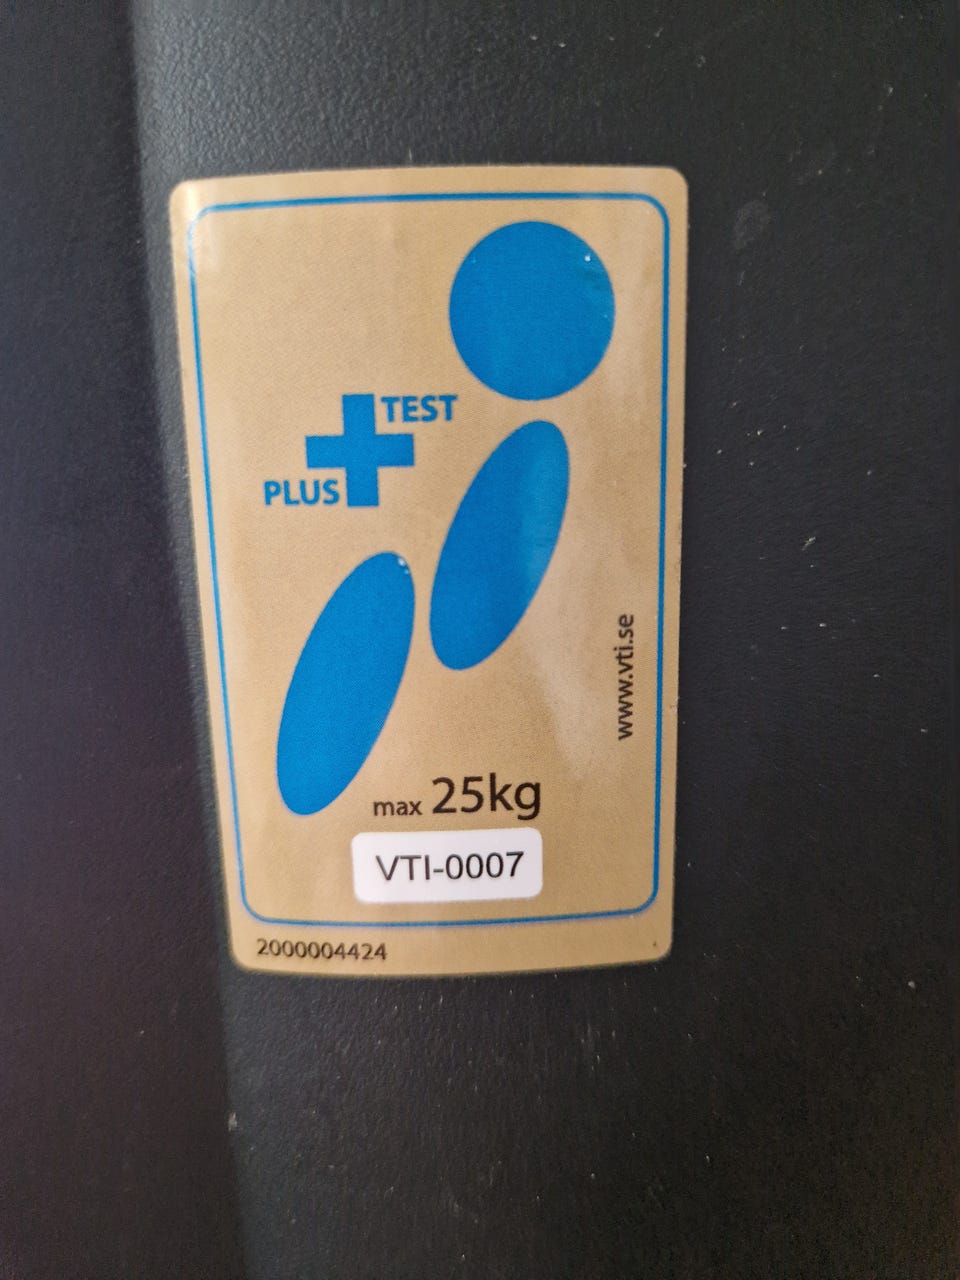 TEST
PLUS
www.vti.se
max 25kg
VTI-0007
2000004424